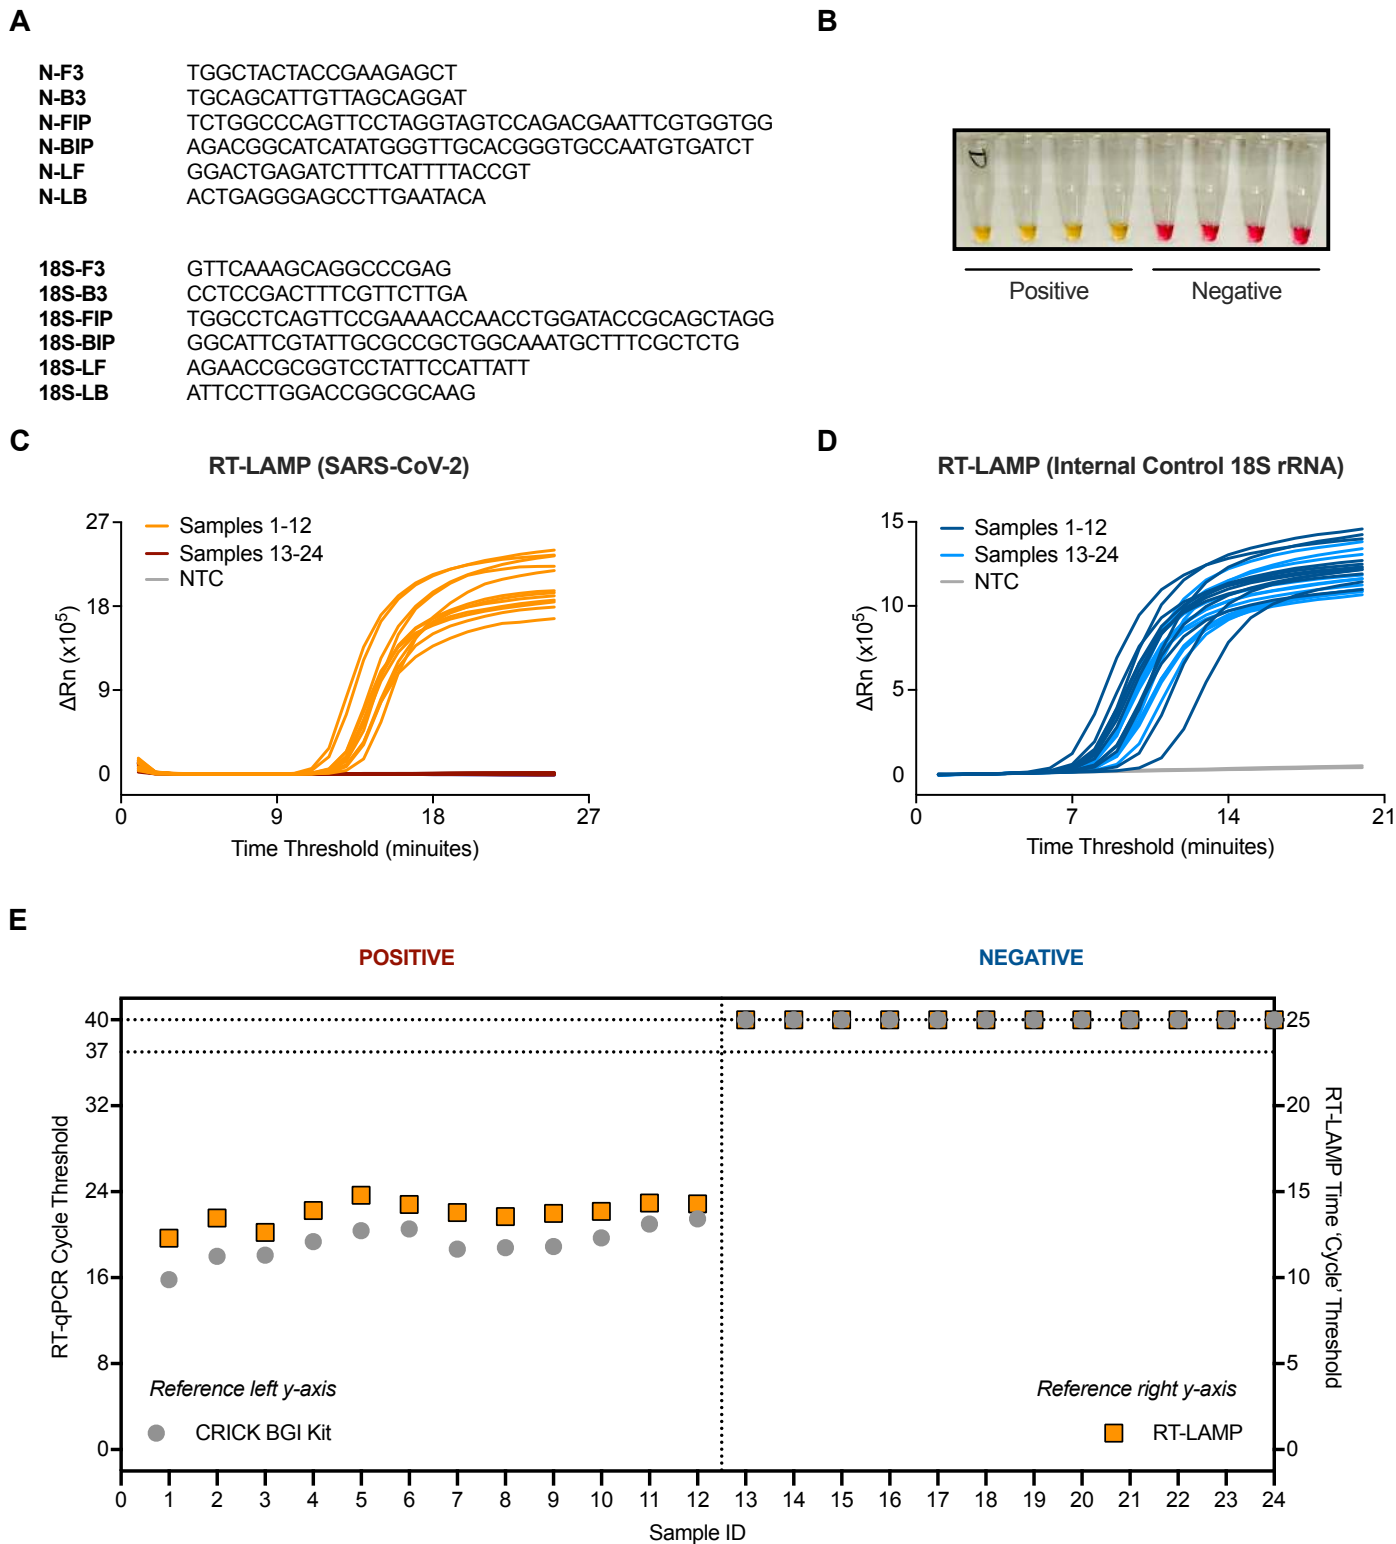 A
N-F3 TGGCTACTACCGAAGAGCT
N-B3 TGCAGCATTGTTAGCAGGAT
N-FIP TCTGGCCCAGTTCCTAGGTAGTCCAGACGAATTCGTGGTGG
N-BIP AGACGGCATCATATGGGTTGCACGGGTGCCAATGTGATCT
N-LF GGACTGAGATCTTTCATTTTACCGT
N-LB ACTGAGGGAGCCTTGAATACA
18S-F3 GTTCAAAGCAGGCCCGAG
18S-B3 CCTCCGACTTTCGTTCTTGA
18S-FIP TGGCCTCAGTTCCGAAAACCAACCTGGATACCGCAGCTAGG
18S-BIP GGCATTCGTATTGCGCCGCTGGCAAATGCTTTCGCTCTG
18S-LF AGAACCGCGGTCCTATTCCATTATT
18S-LB ATTCCTTGGACCGGCGCAAG
B
Positive Negative
C
RT-LAMP (SARS-CoV-2)
Samples 1-12
Samples 13-24
NTC
27
18
9
0
ΔRn (x10⁵)
0 9 18 27
Time Threshold (minuites)
D
RT-LAMP (Internal Control 18S rRNA)
Samples 1-12
Samples 13-24
NTC
15
10
5
0
ΔRn (x10⁵)
0 7 14 21
Time Threshold (minuites)
E
POSITIVE NEGATIVE
40
37
32
24
16
8
0
RT-qPCR Cycle Threshold
25
20
15
10
5
0
RT-LAMP Time 'Cycle' Threshold
Reference left y-axis
CRICK BGI Kit
Reference right y-axis
RT-LAMP
0 1 2 3 4 5 6 7 8 9 10 11 12 13 14 15 16 17 18 19 20 21 22 23 24
Sample ID